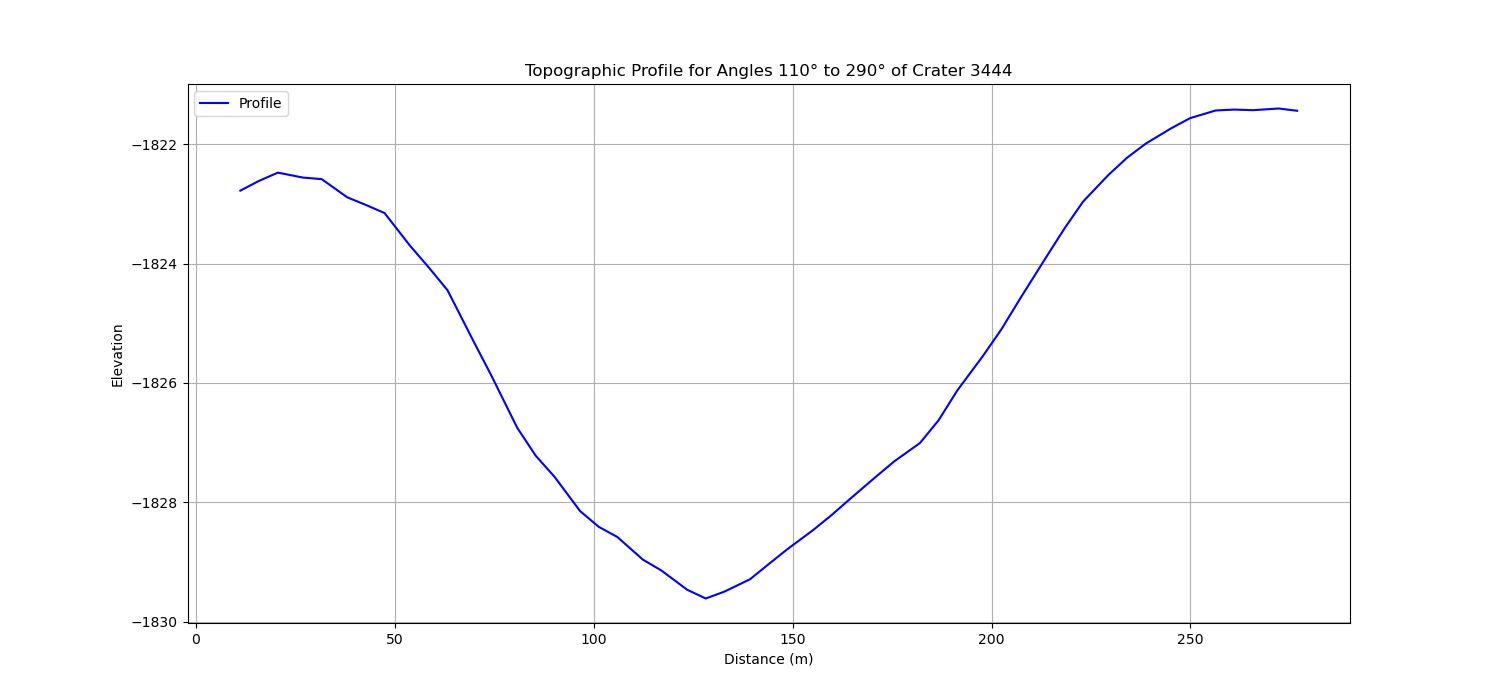 Topographic Profile for Angles 110° to 290° of Crater 3444
Profile
−1822
−1824
−1826
−1828
−1830
Elevation
0 50 100 150 200 250
Distance (m)